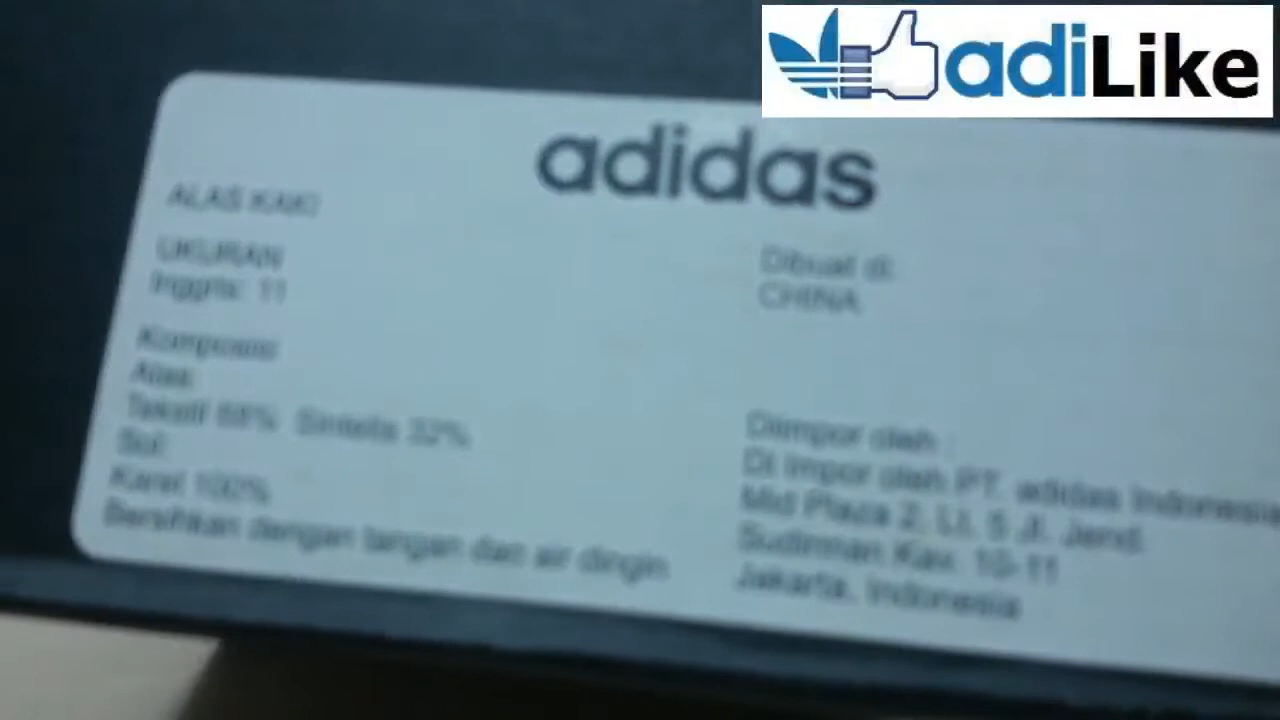 adiLike
adidas
ALAS KAKI
UKURAN
Inggris: 11
Komposisi
Alas:
Tekstil 68% Sintetis 32%
Sol:
Karet 100%
Bersihkan dengan tangan dan air dingin
Dibuat di:
CHINA
Diimpor oleh :
Di Impor oleh PT. adidas Indonesia
Mid Plaza 2, Lt. 5 Jl. Jend.
Sudirman Kav. 10-11
Jakarta, Indonesia